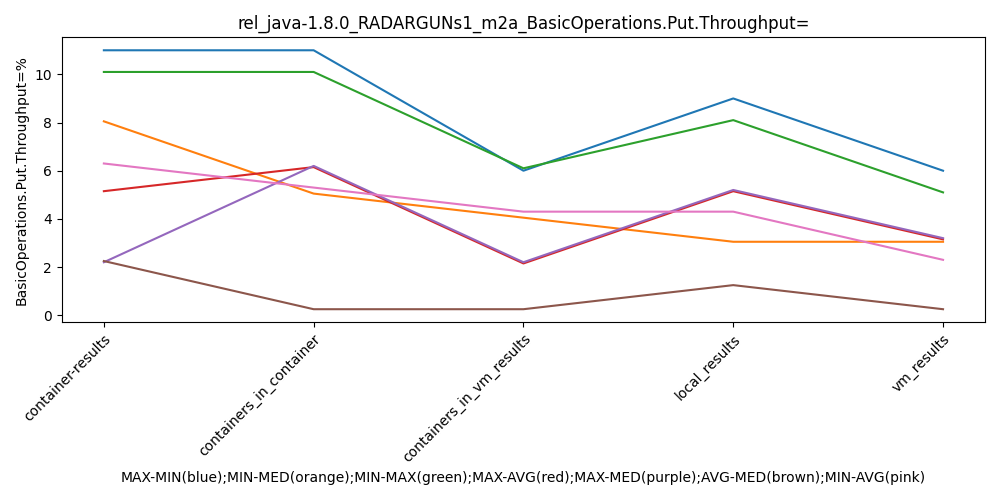 rel_java-1.8.0_RADARGUNs1_m2a_BasicOperations.Put.Throughput=
BasicOperations.Put.Throughput=%
10
8
6
4
2
0
container-results
containers_in_container
containers_in_vm_results
local_results
vm_results
MAX-MIN(blue);MIN-MED(orange);MIN-MAX(green);MAX-AVG(red);MAX-MED(purple);AVG-MED(brown);MIN-AVG(pink)